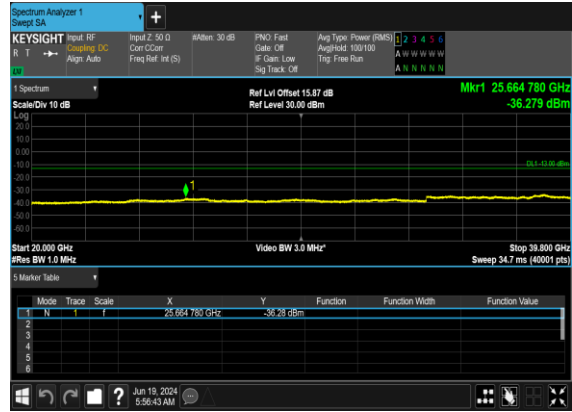 Spectrum Analyzer 1
Swept SA
+
KEYSIGHT Input: RF Input Z: 50 Ω #Atten: 30 dB PNO: Fast Avg Type: Power (RMS) 1 2 3 4 5 6
R T Coupling: DC Corr CCorr Gate: Off Avg|Hold: 100/100 A W W W W W
Align: Auto Freq Ref: Int (S) IF Gain: Low Trig: Free Run
Sig Track: Off A N N N N N
1 Spectrum Ref Lvl Offset 15.87 dB Mkr1 25.664 780 GHz
Scale/Div 10 dB Ref Level 30.00 dBm -36.279 dBm
Log
20.0
10.0
0.00
-10.0 DL1 -13.00 dBm
-20.0
-30.0 1
-40.0
-50.0
-60.0
Start 20.000 GHz Video BW 3.0 MHz* Stop 39.800 GHz
#Res BW 1.0 MHz Sweep 34.7 ms (40001 pts)
5 Marker Table
Mode Trace Scale X Y Function Function Width Function Value
1 N 1 f 25.664 780 GHz -36.28 dBm
2
3
4
5
6
? Jun 19, 2024
5:56:43 AM